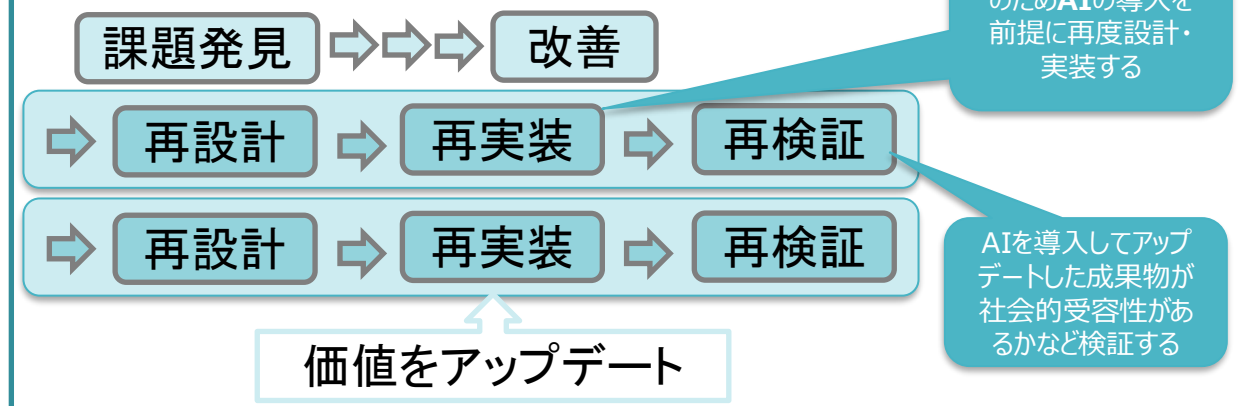 のためAIの導入を
前提に再度設計・
実装する
課題発見
改善
再設計
再実装
再検証
再設計
再実装
再検証
AIを導入してアップ
デートした成果物が
社会的受容性があ
るかなど検証する
価値をアップデート